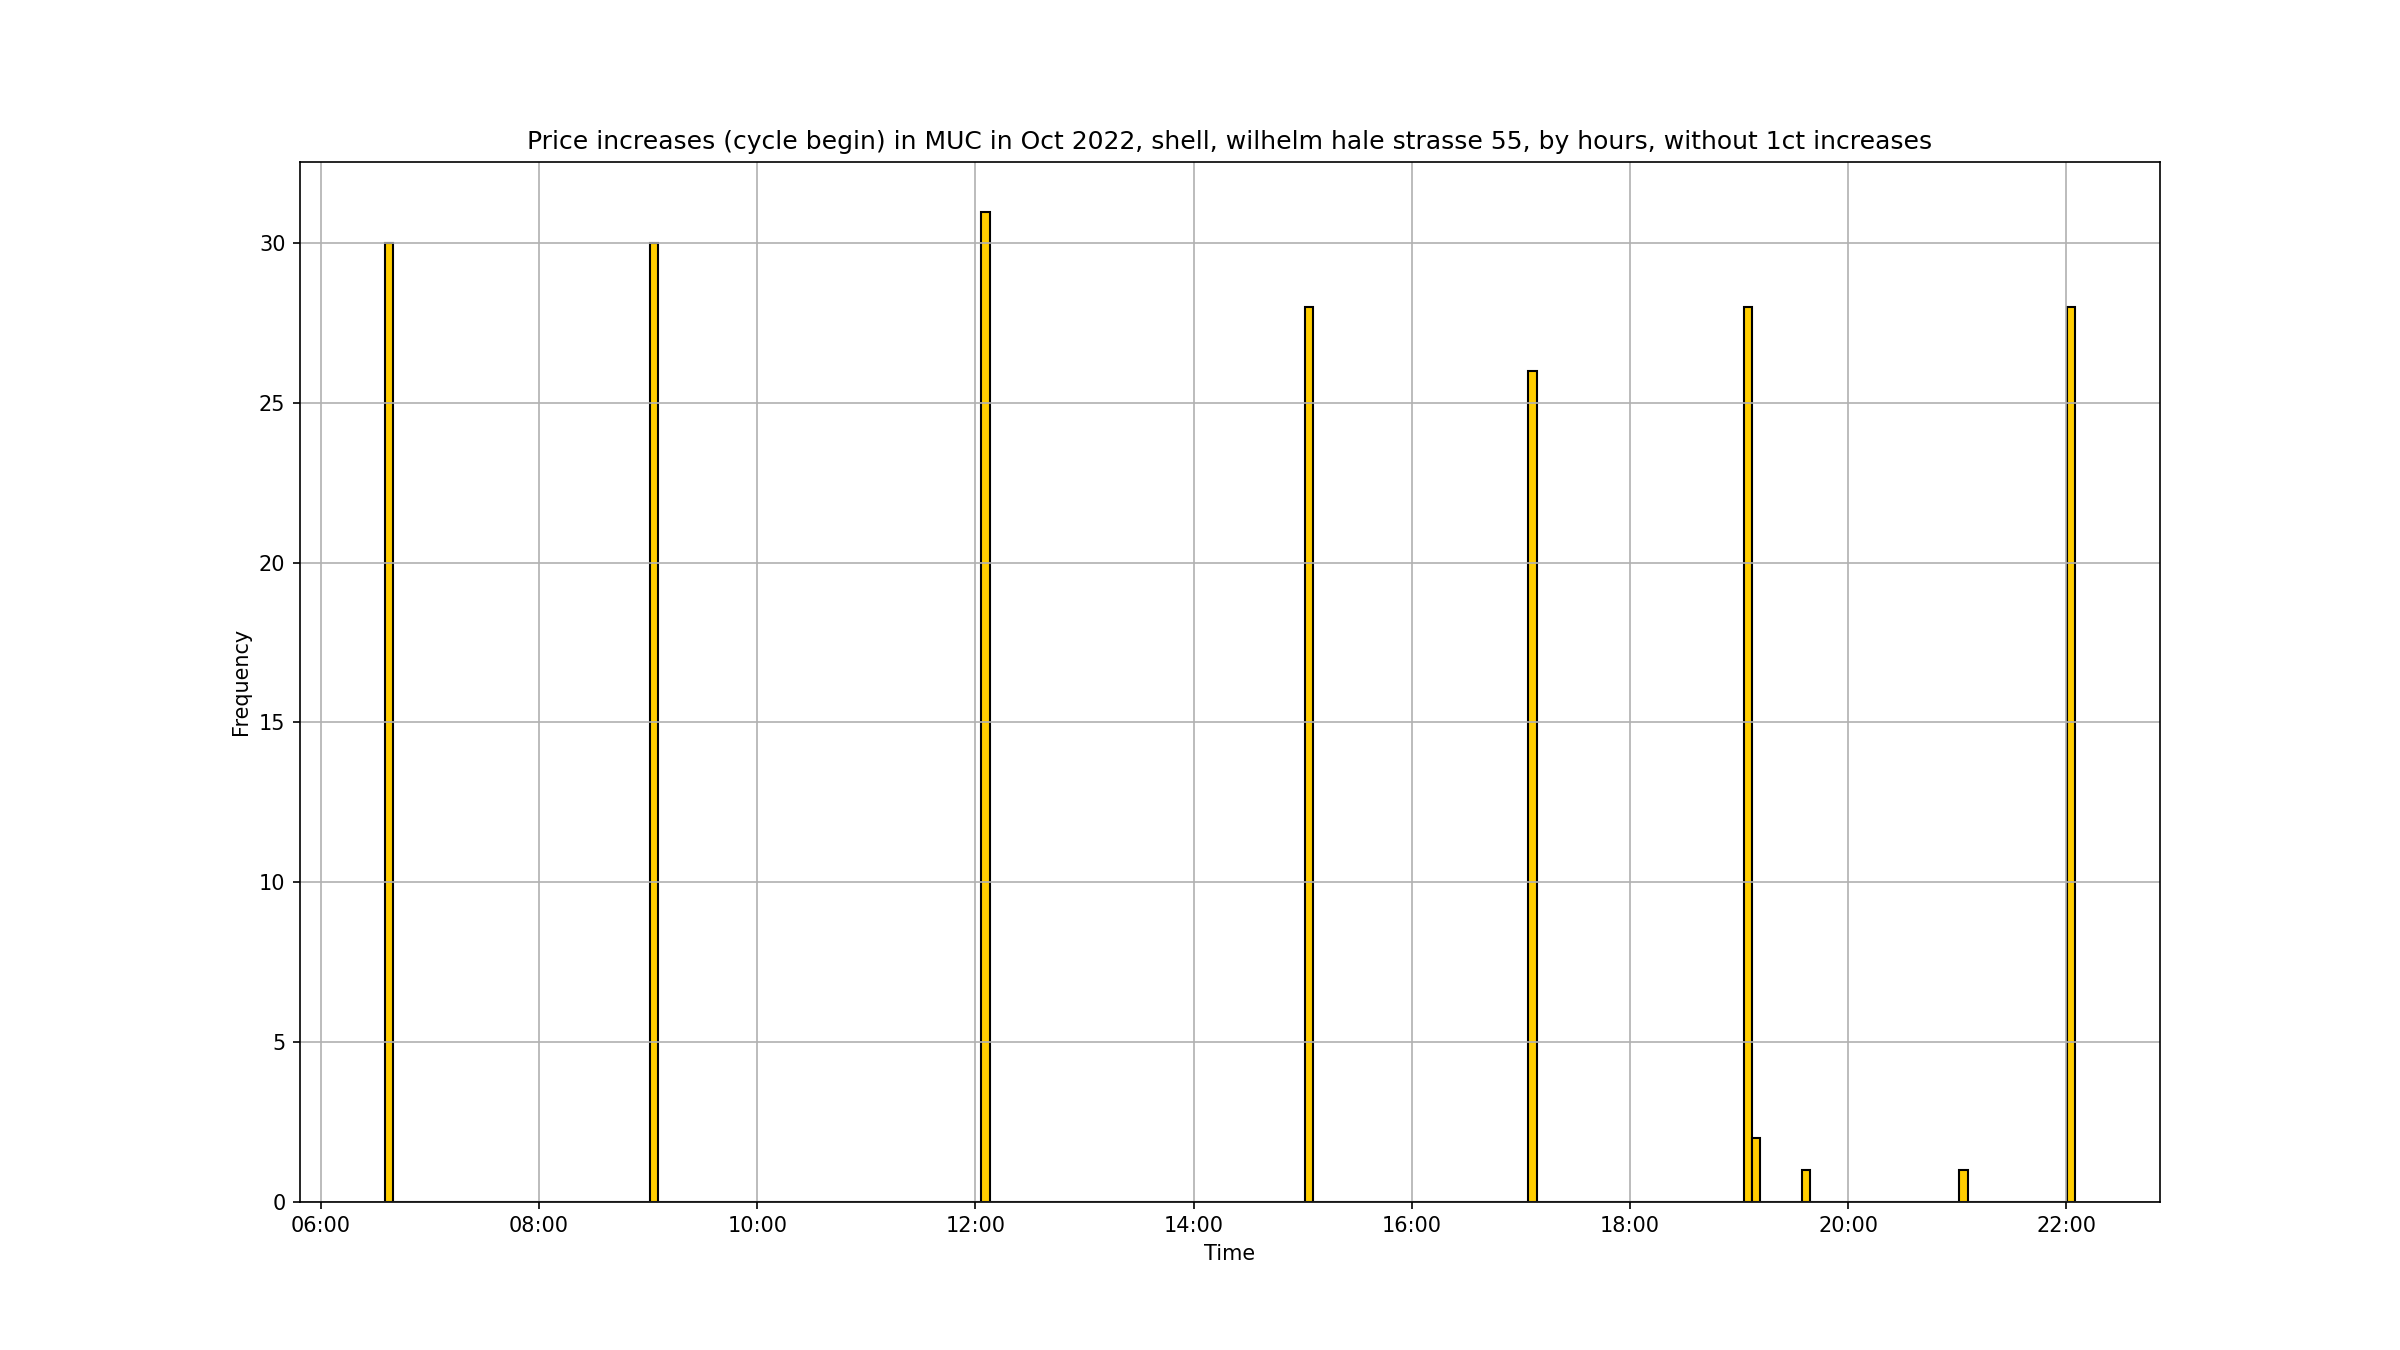 Price increases (cycle begin) in MUC in Oct 2022, shell, wilhelm hale strasse 55, by hours, without 1ct increases
30
25
20
15
10
5
0
Frequency
06:00 08:00 10:00 12:00 14:00 16:00 18:00 20:00 22:00
Time